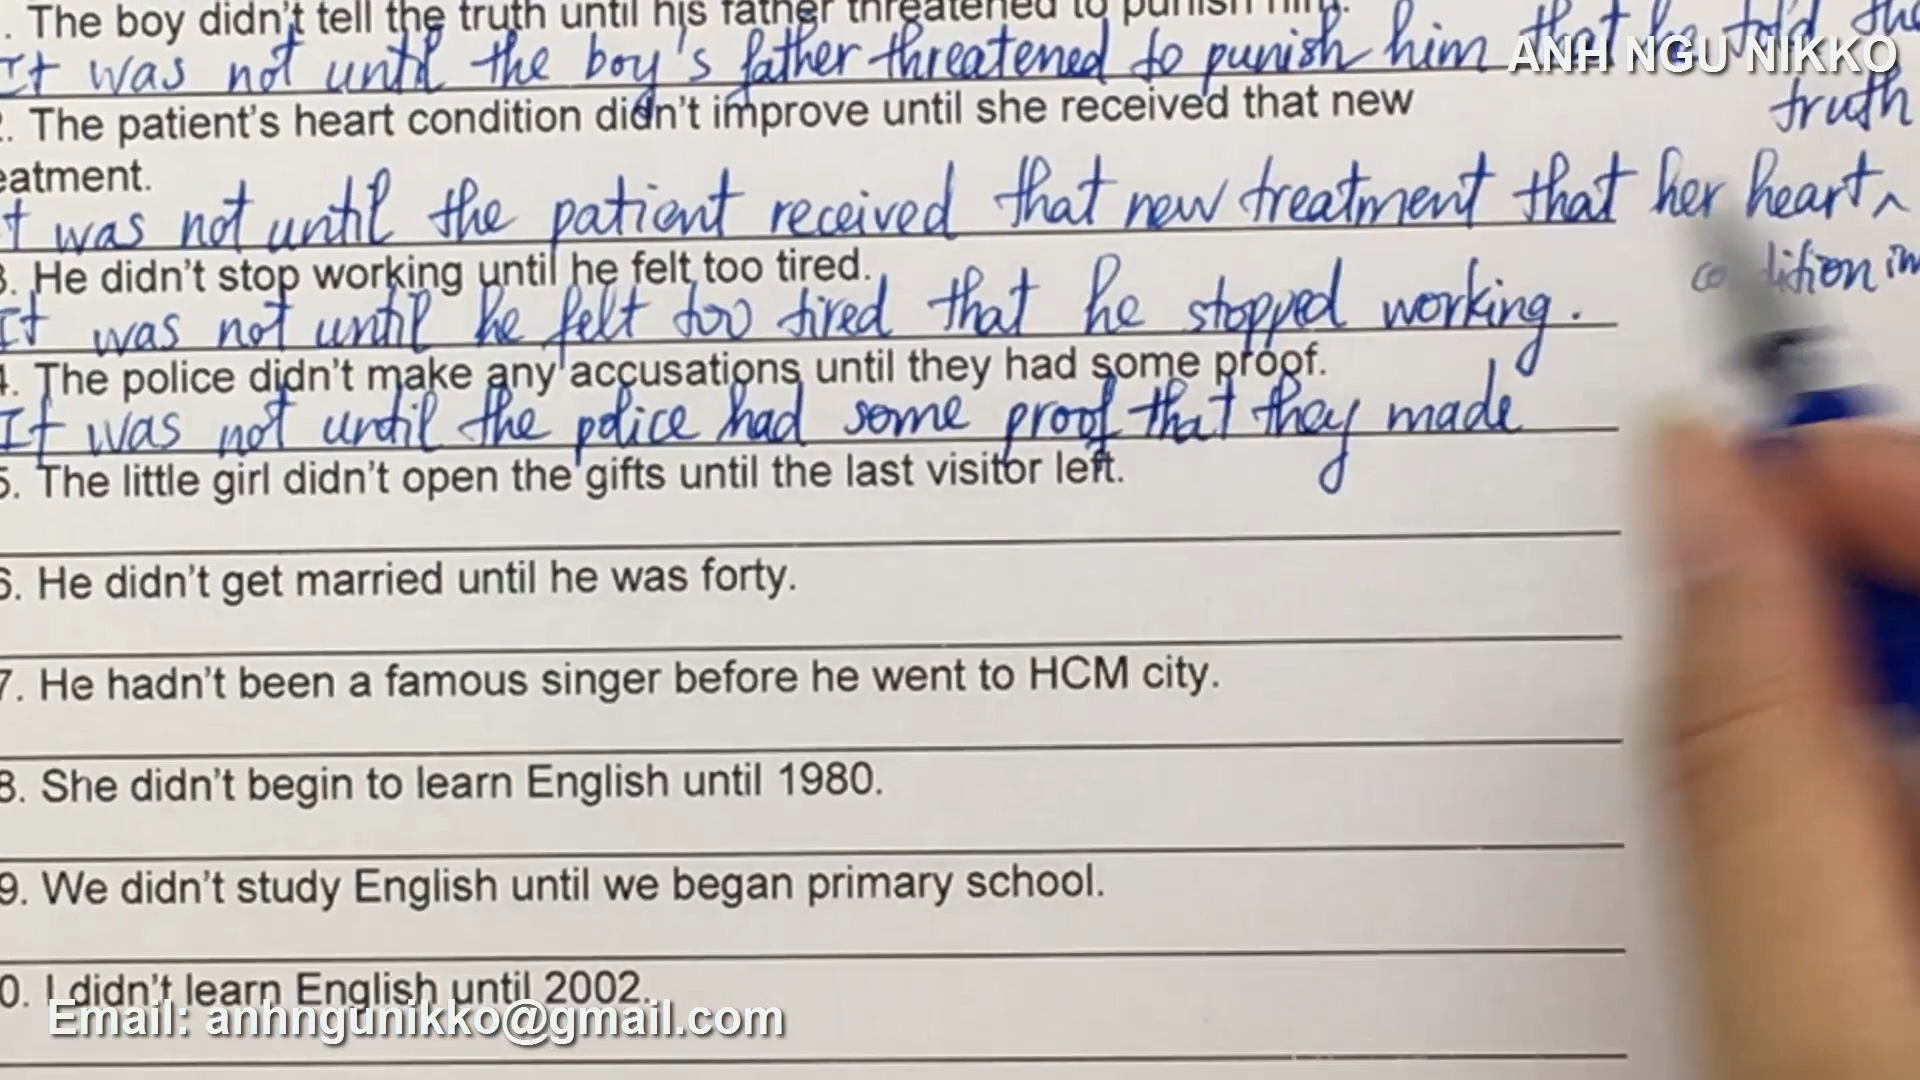 . The boy didn't tell the truth until his father threatened to punish him.
It was not until the boy's father threatened to punish him that he told the
ANH NGU NIKKO
truth
. The patient's heart condition didn't improve until she received that new
eatment.
t was not until the patient received that new treatment that her heart ^
condition im
3. He didn't stop working until he felt too tired.
It was not until he felt too tired that he stopped working.
4. The police didn't make any accusations until they had some proof.
It was not until the police had some proof that they made
5. The little girl didn't open the gifts until the last visitor left.
6. He didn't get married until he was forty.
7. He hadn't been a famous singer before he went to HCM city.
8. She didn't begin to learn English until 1980.
9. We didn't study English until we began primary school.
0. I didn't learn English until 2002.
Email: anhngunikko@gmail.com